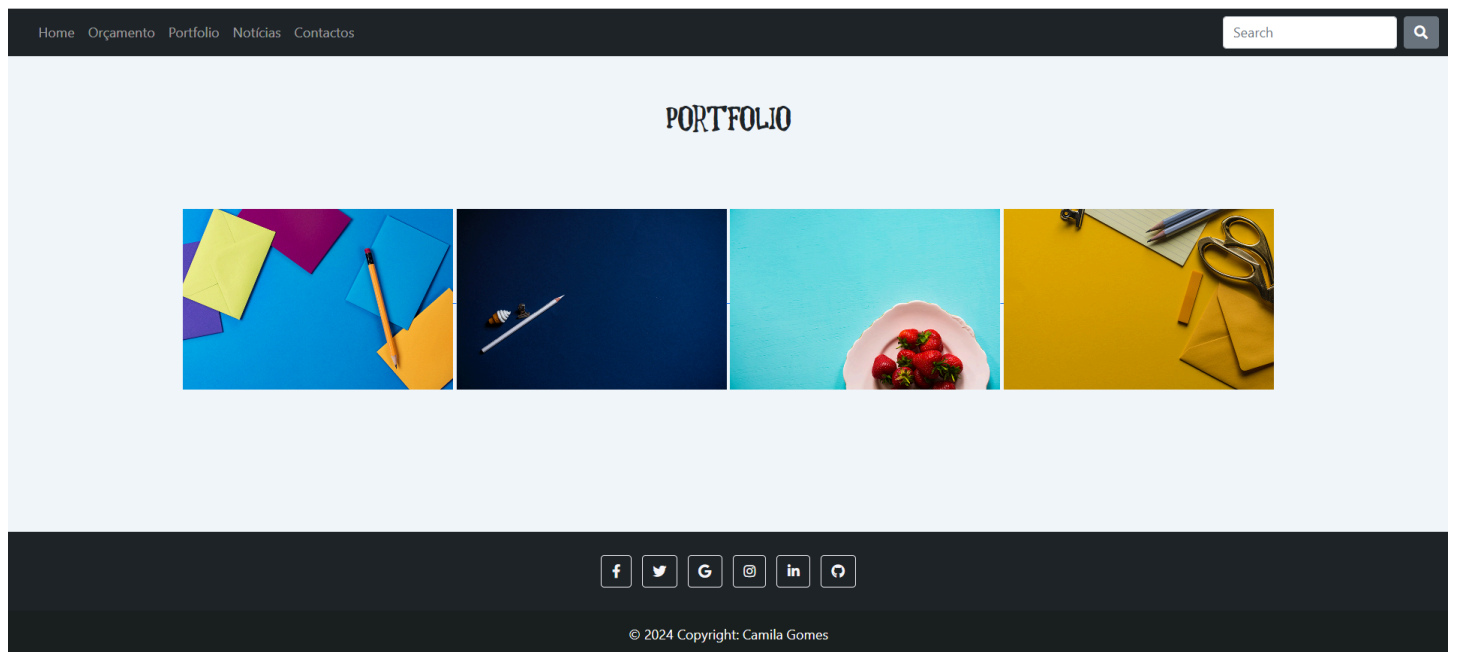 Home Orçamento Portfolio Notícias Contactos Search
PORTFOLIO
© 2024 Copyright: Camila Gomes